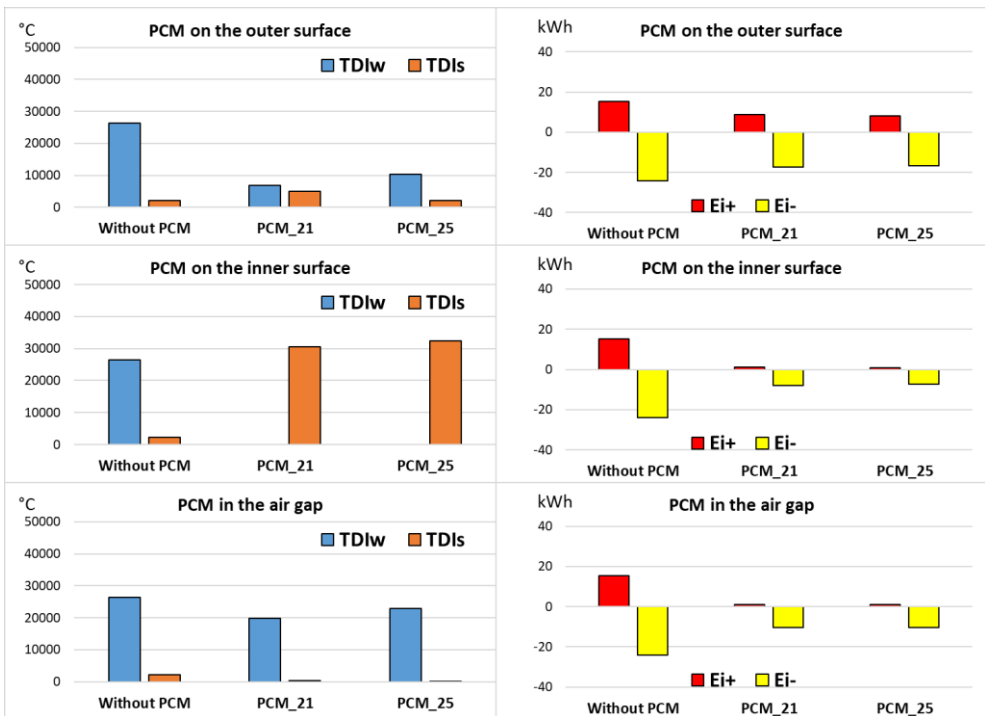 °C
PCM on the outer surface
50000
TDIw TDIs
40000
30000
20000
10000
0
Without PCM PCM_21 PCM_25
kWh
PCM on the outer surface
40
20
0
-20
Ei+ Ei-
-40
Without PCM PCM_21 PCM_25
°C
PCM on the inner surface
50000
TDIw TDIs
40000
30000
20000
10000
0
Without PCM PCM_21 PCM_25
kWh
PCM on the inner surface
40
20
0
-20
Ei+ Ei-
-40
Without PCM PCM_21 PCM_25
°C
PCM in the air gap
50000
TDIw TDIs
40000
30000
20000
10000
0
Without PCM PCM_21 PCM_25
kWh
PCM in the air gap
40
20
0
-20
Ei+ Ei-
-40
Without PCM PCM_21 PCM_25